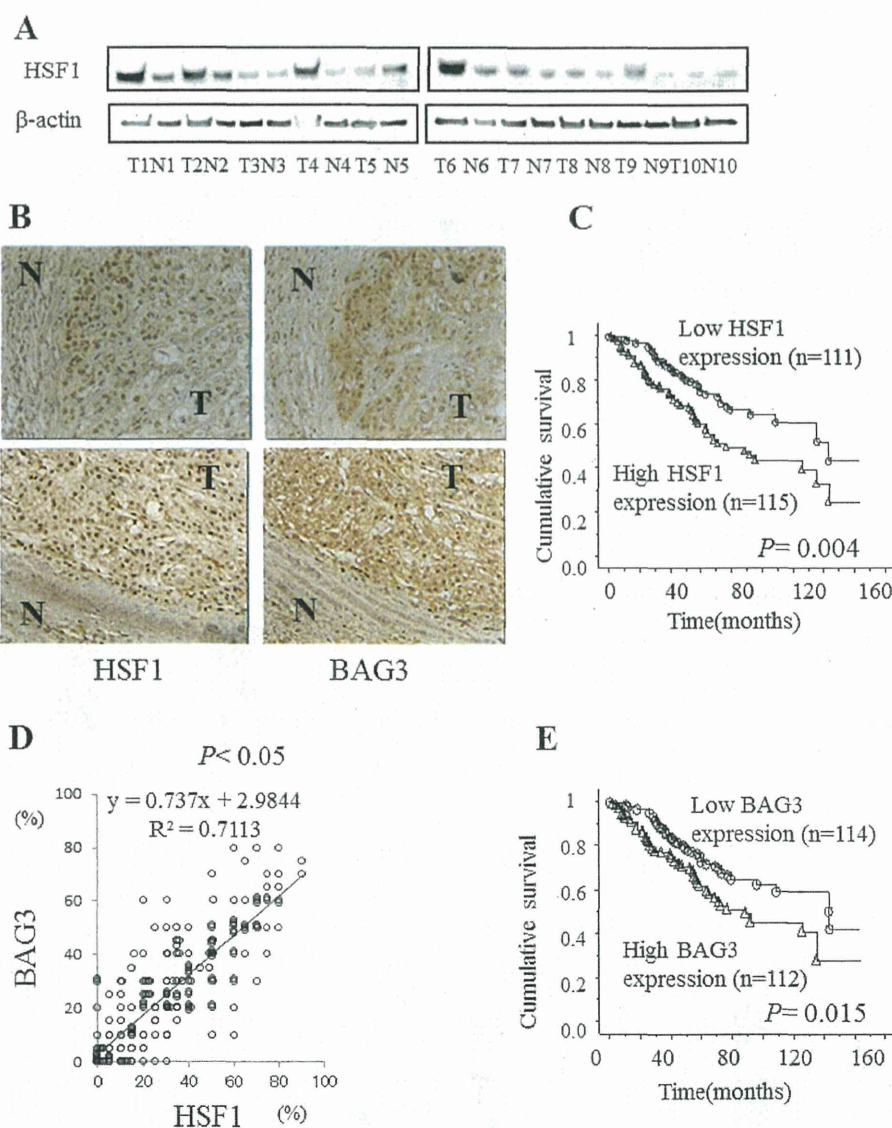 A
HSF1
β-actin
T1N1 T2N2 T3N3 T4 N4 T5 N5 T6 N6 T7 N7 T8 N8 T9 N9T10N10
B
N
T
N
T
T
N
T
N
HSF1 BAG3
C
Cumulative survival
1
0.8
0.6
0.4
0.2
0.0
Low HSF1
expression (n=111)
High HSF1
expression (n=115)
P= 0.004
0 40 80 120 160
Time(months)
D
P< 0.05
y = 0.737x + 2.9844
R² = 0.7113
(%)
BAG3
100
80
60
40
20
0
0 20 40 60 80 100
HSF1 (%)
E
Cumulative survival
1
0.8
0.6
0.4
0.2
0.0
Low BAG3
expression (n=114)
High BAG3
expression (n=112)
P= 0.015
0 40 80 120 160
Time(months)